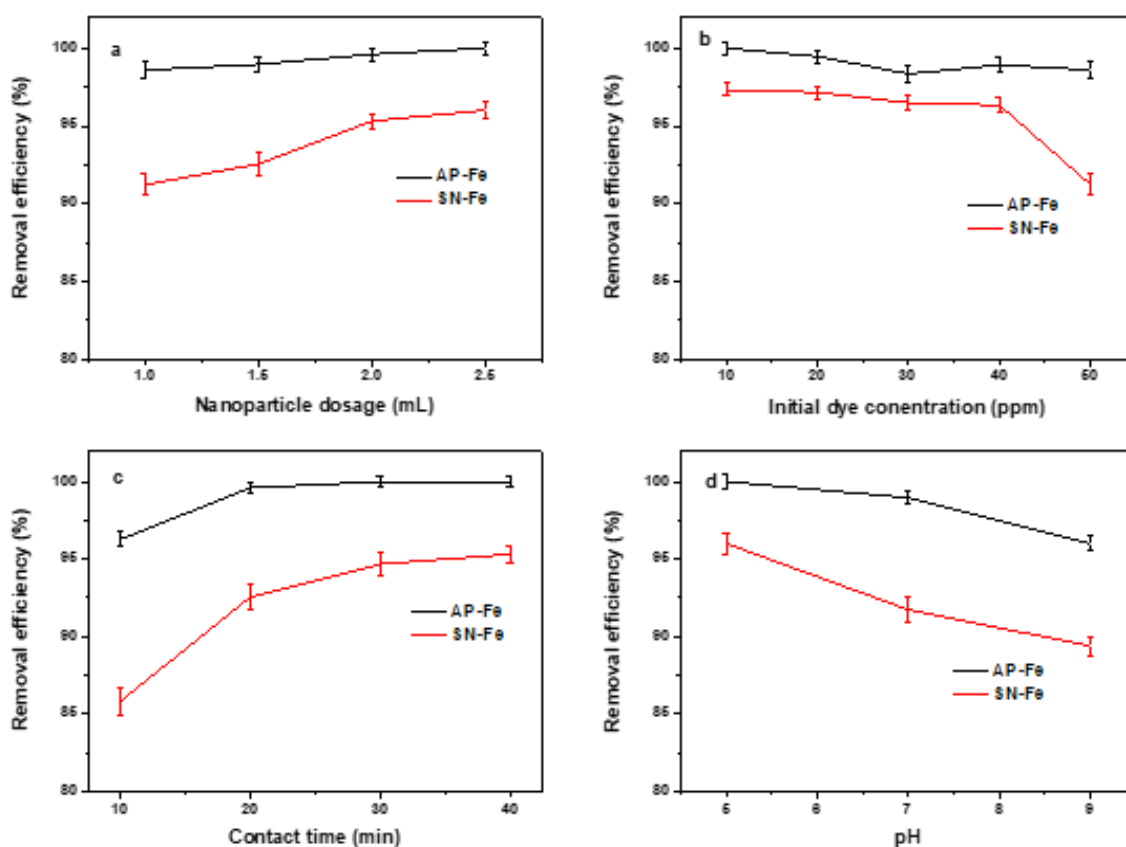 a
100
95
90
85
80
Removal efficiency (%)
AP-Fe
SN-Fe
1.0 1.5 2.0 2.5
Nanoparticle dosage (mL)
b
100
95
90
85
80
Removal efficiency (%)
AP-Fe
SN-Fe
10 20 30 40 50
Initial dye conentration (ppm)
c
100
95
90
85
80
Removal efficiency (%)
AP-Fe
SN-Fe
10 20 30 40
Contact time (min)
d
100
95
90
85
80
Removal efficiency (%)
AP-Fe
SN-Fe
5 6 7 8 9
pH